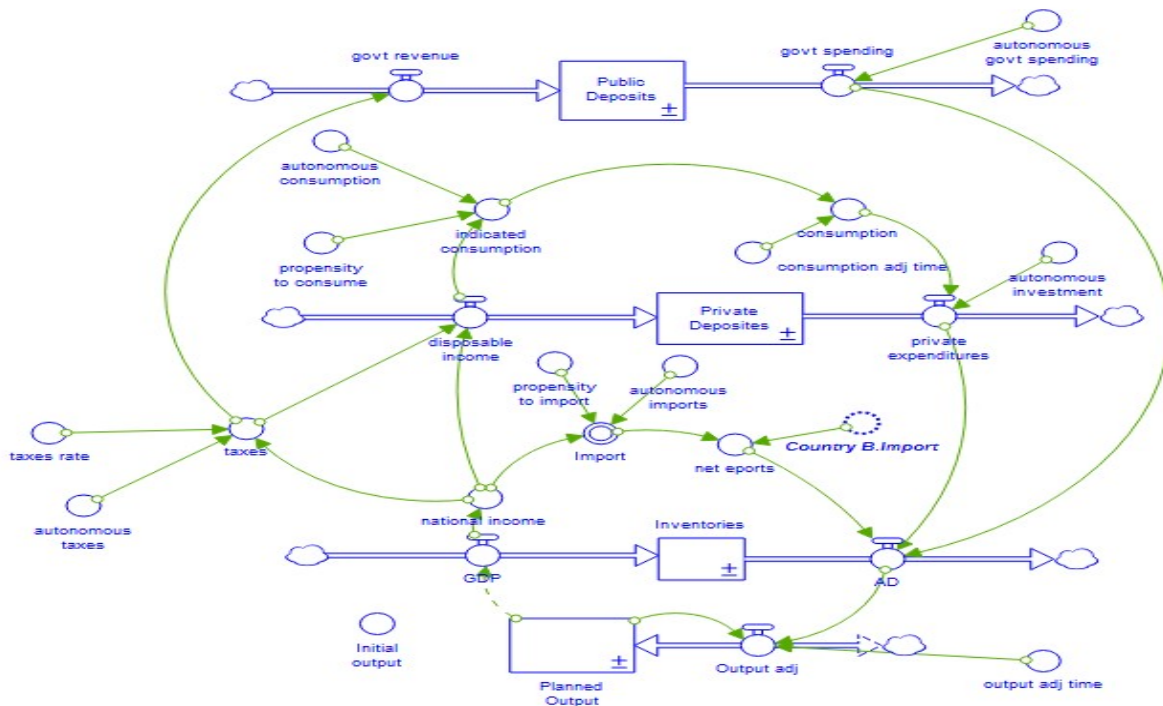 govt revenue
govt spending
autonomous
govt spending
Public
Deposits
±
autonomous
consumption
indicated
consumption
consumption
propensity
to consume
consumption adj time
autonomous
investment
Private
Deposites
±
disposable
income
private
expenditures
propensity
to import
autonomous
imports
taxes rate
taxes
Import
net eports
Country B.Import
autonomous
taxes
national income
Inventories
±
GDP
AD
Initial
output
±
Planned
Output
Output adj
output adj time